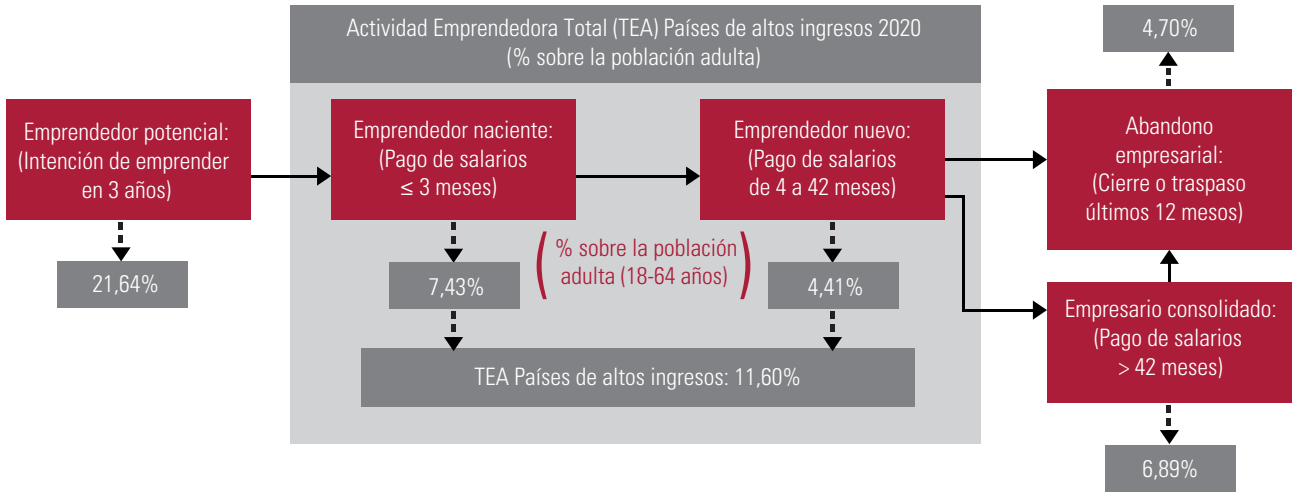 Actividad Emprendedora Total (TEA) Países de altos ingresos 2020
(% sobre la población adulta)
4,70%
Emprendedor potencial:
(Intención de emprender
en 3 años)
Emprendedor naciente:
(Pago de salarios
≤ 3 meses)
Emprendedor nuevo:
(Pago de salarios
de 4 a 42 meses)
Abandono
empresarial:
(Cierre o traspaso
últimos 12 mesos)
21,64%
7,43%
(% sobre la población
adulta (18-64 años))
4,41%
Empresario consolidado:
(Pago de salarios
> 42 meses)
TEA Países de altos ingresos: 11,60%
6,89%